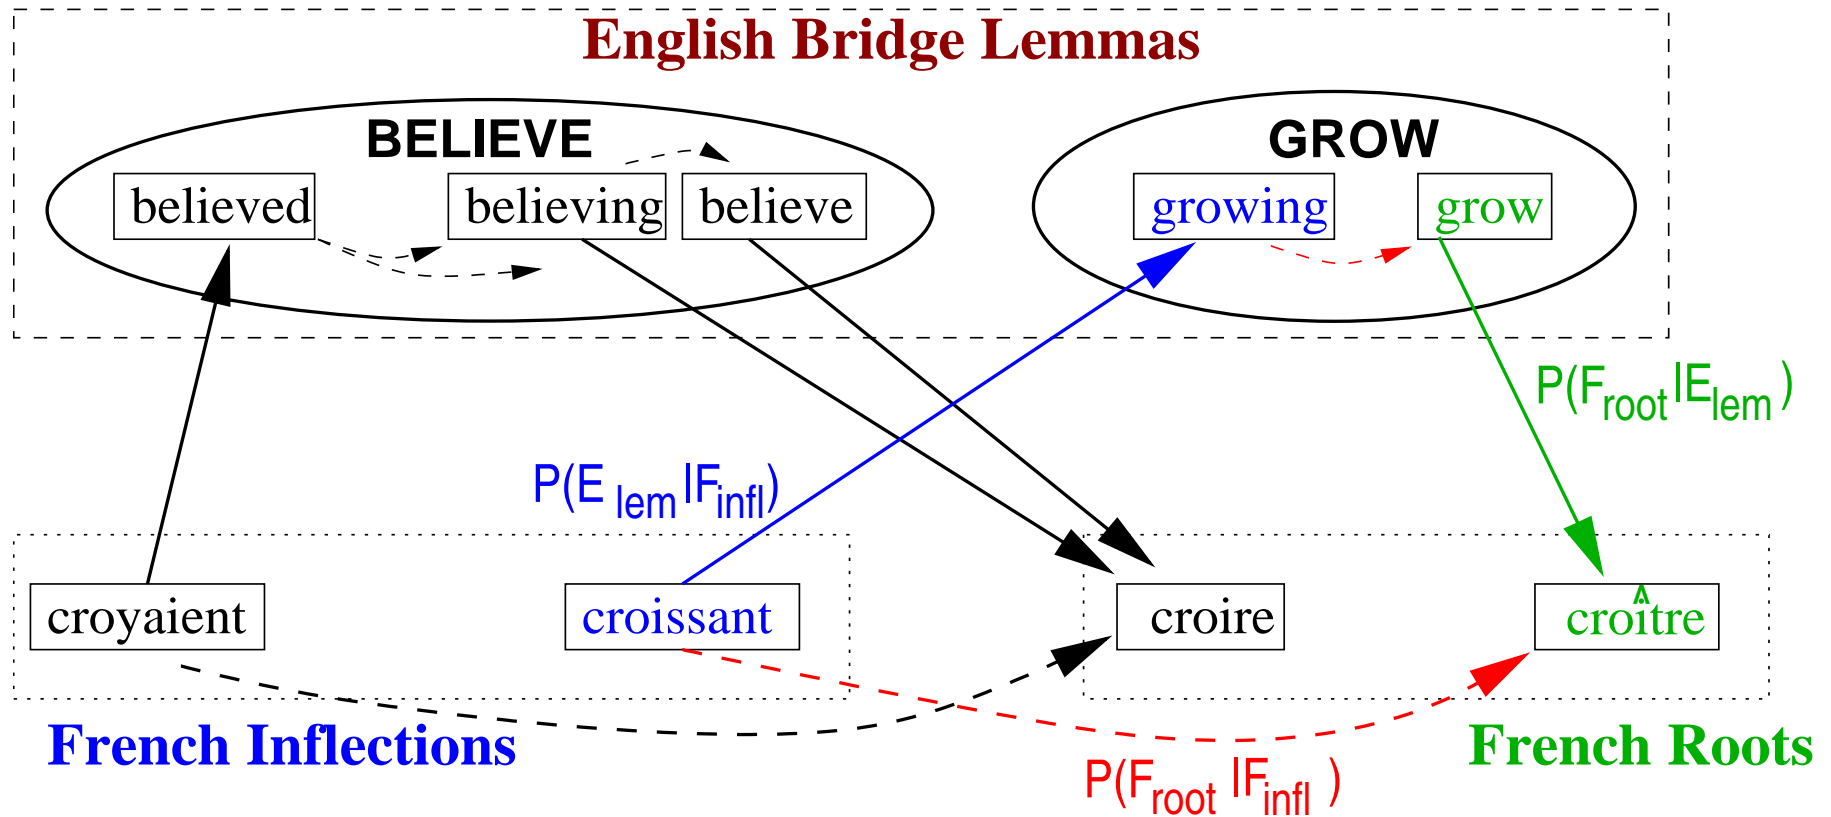 English Bridge Lemmas
BELIEVE
GROW
believed
believing
believe
growing
grow
P(F_root|E_lem)
P(E_lem|F_infl)
croyaient
croissant
croire
croître
French Inflections
French Roots
P(F_root|F_infl)